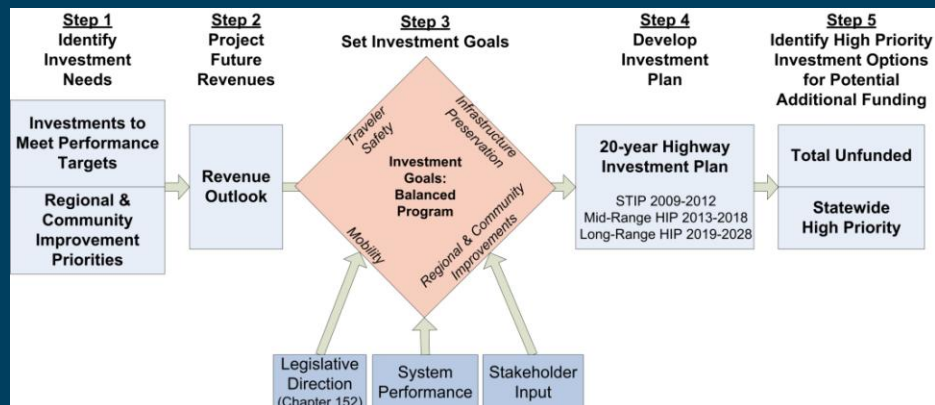 Step 1
Identify
Investment
Needs
Step 2
Project
Future
Revenues
Step 3
Set Investment Goals
Step 4
Develop
Investment
Plan
Step 5
Identify High Priority
Investment Options
for Potential
Additional Funding
Investments to
Meet Performance
Targets
Regional &
Community
Improvement
Priorities
Revenue
Outlook
Traveler
Safety
Infrastructure
Preservation
Investment
Goals:
Balanced
Program
Mobility
Regional & Community
Improvements
20-year Highway
Investment Plan
STIP 2009-2012
Mid-Range HIP 2013-2018
Long-Range HIP 2019-2028
Total Unfunded
Statewide
High Priority
Legislative
Direction
(Chapter 152)
System
Performance
Stakeholder
Input